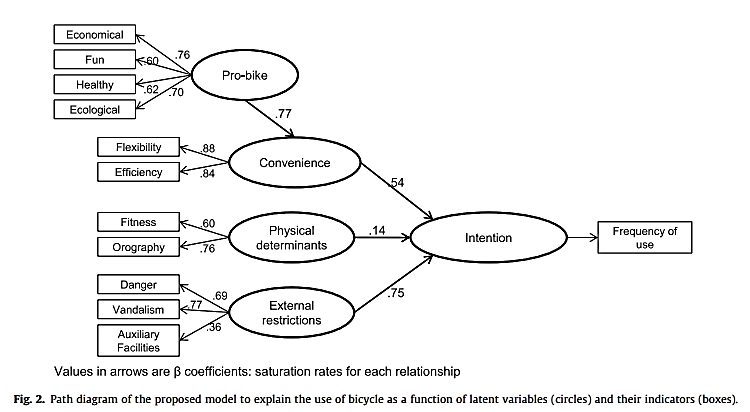 Economical
.76
Fun
.60
Pro-bike
Healthy
.62
.70
Ecological
.77
Flexibility
.88
Convenience
Efficiency
.84
.54
Fitness
.60
Physical
determinants
.14
Intention
Frequency of
use
Orography
.76
Danger
.69
.75
Vandalism
.77
External
restrictions
.36
Auxiliary
Facilities
Values in arrows are β coefficients: saturation rates for each relationship
Fig. 2. Path diagram of the proposed model to explain the use of bicycle as a function of latent variables (circles) and their indicators (boxes).